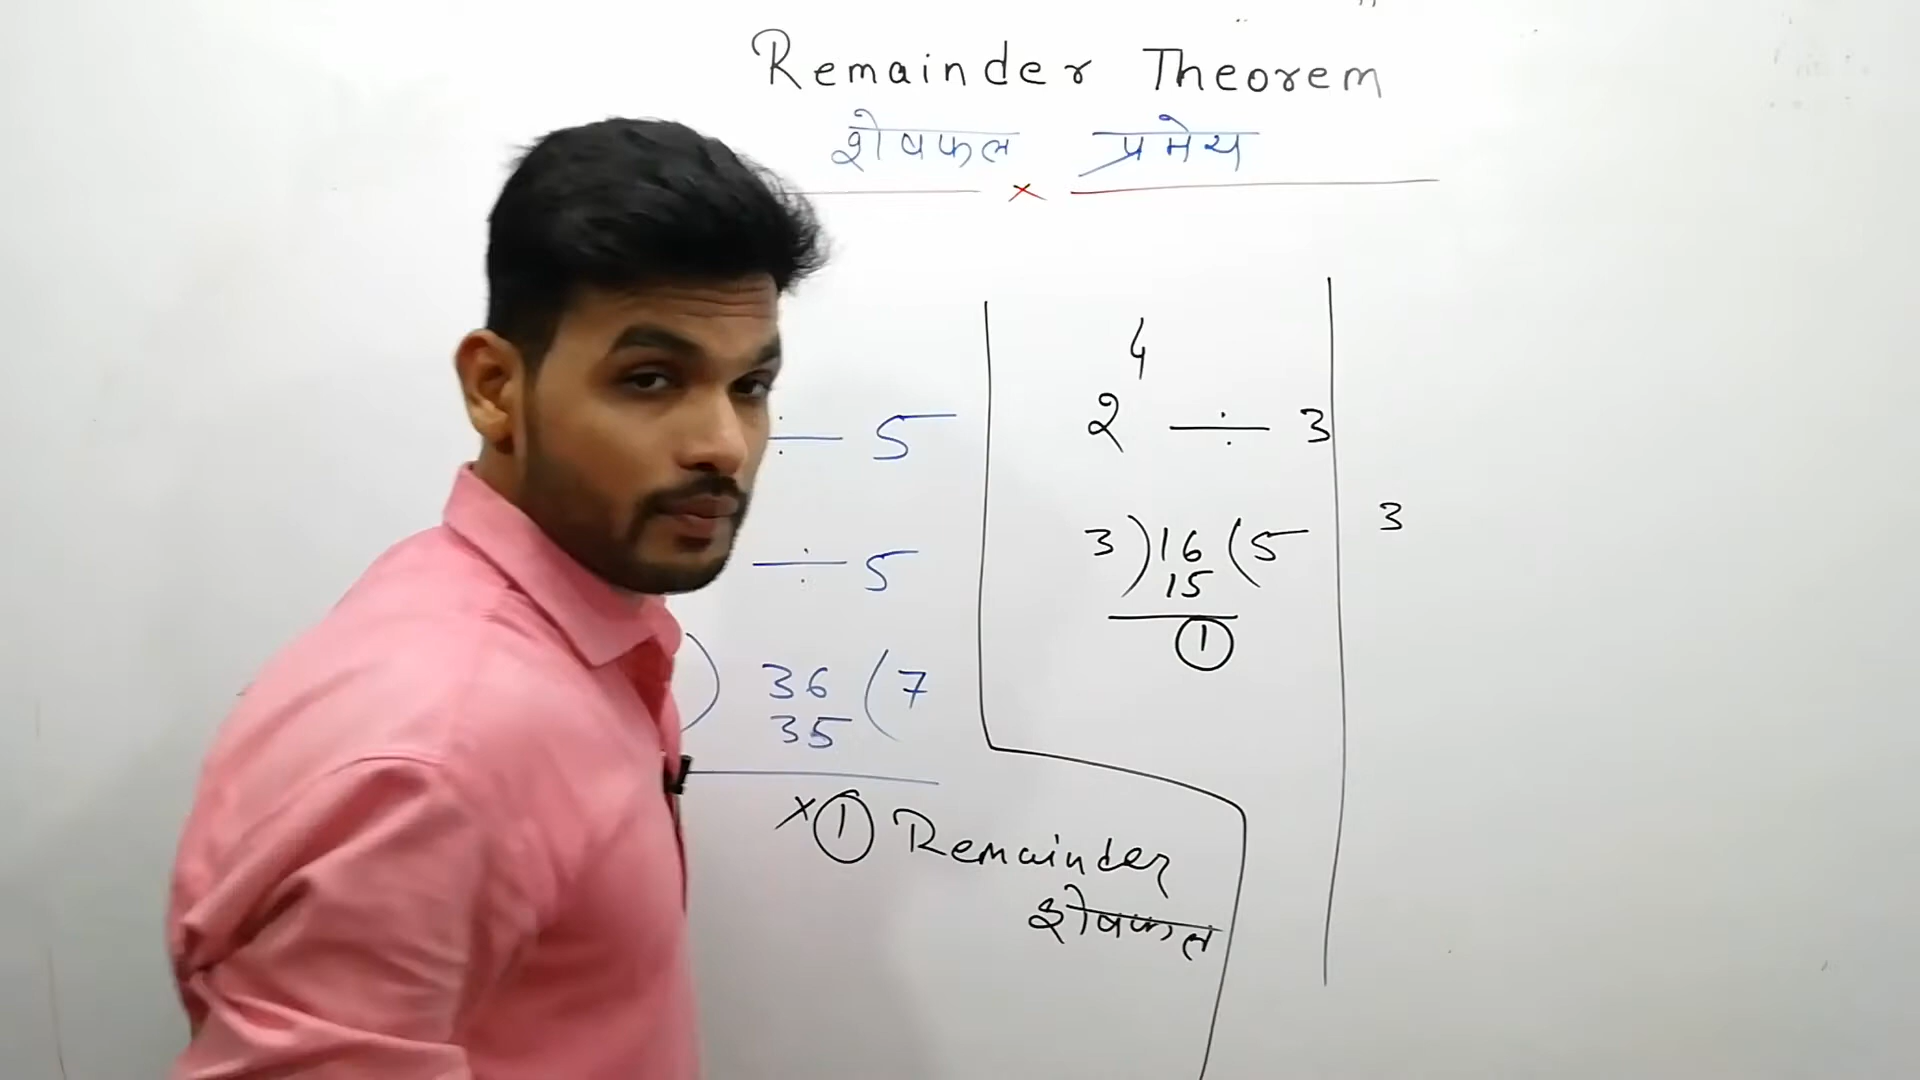 Remainder Theorem
शेषफल प्रमेय
×
÷ 5
÷ 5
) 36 ( 7
35
× 1 Remainder
शेषफल
4
2 ÷ 3
3 ) 16 ( 5
15
1
3